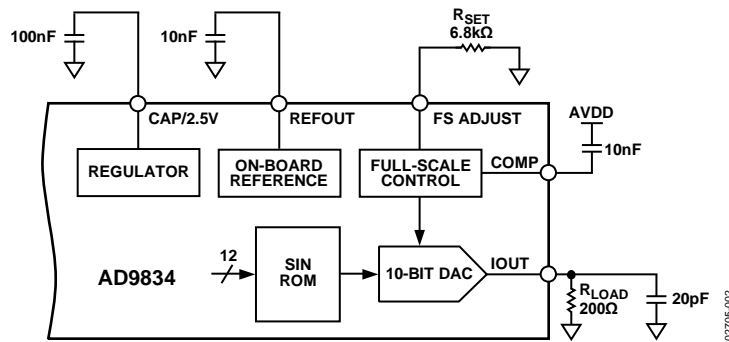 RSET
6.8kΩ
100nF
10nF
CAP/2.5V
REFOUT
FS ADJUST
AVDD
10nF
REGULATOR
ON-BOARD
REFERENCE
FULL-SCALE
CONTROL
COMP
12
AD9834
SIN
ROM
10-BIT DAC
IOUT
RLOAD
200Ω
20pF
02705-002